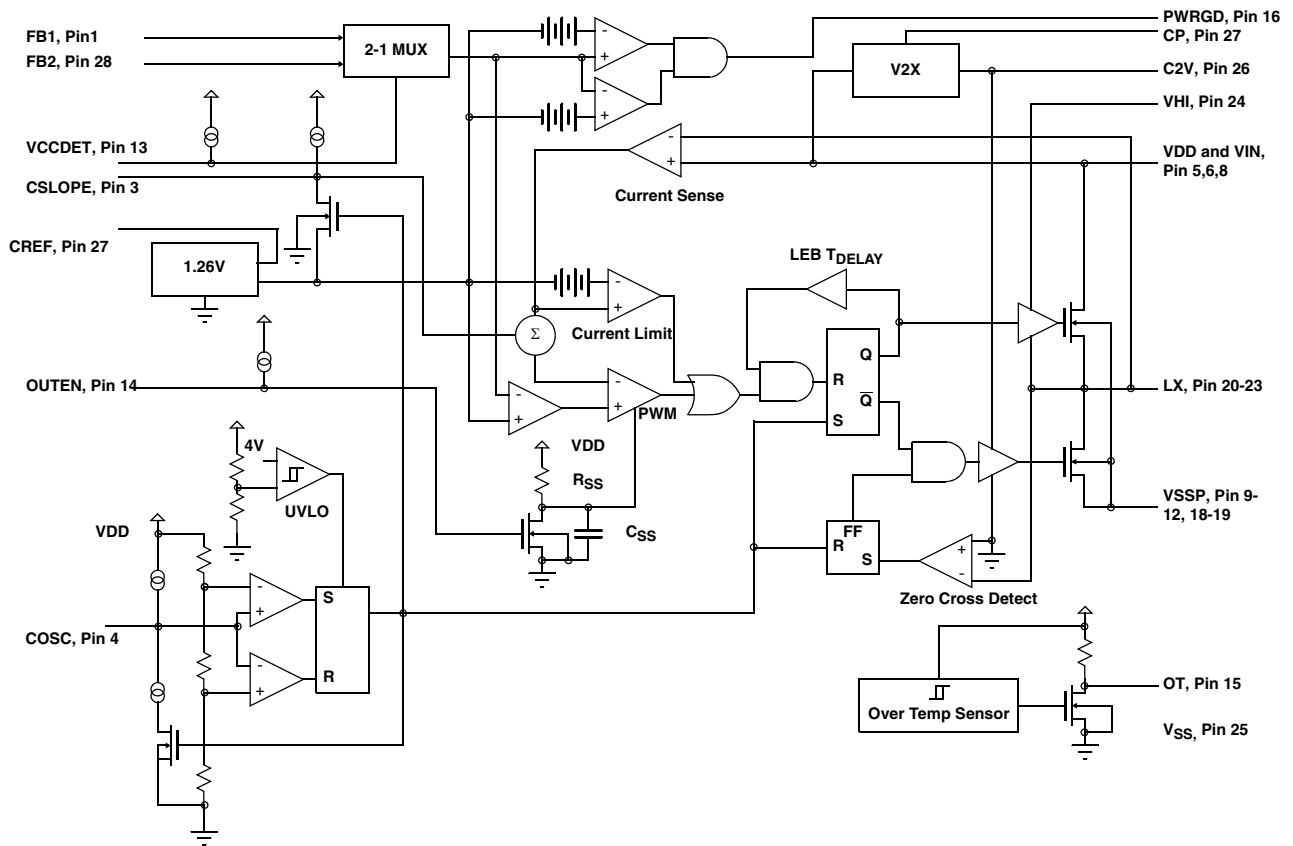 FB1, Pin1
FB2, Pin 28
2-1 MUX
PWRGD, Pin 16
CP, Pin 27
V2X
C2V, Pin 26
VHI, Pin 24
VCCDET, Pin 13
CSLOPE, Pin 3
VDD and VIN,
Pin 5,6,8
-
+
-
+
-
+
Current Sense
CREF, Pin 27
1.26V
LEB TDELAY
-
+
Current Limit
Σ
OUTEN, Pin 14
Q
R
Q
S
LX, Pin 20-23
-
+
-
+
PWM
4V
UVLO
VDD
RSS
CSS
VSSP, Pin 9-
12, 18-19
VDD
FF
R
S
+
-
Zero Cross Detect
-
+
S
COSC, Pin 4
-
+
R
Over Temp Sensor
OT, Pin 15
VSS, Pin 25